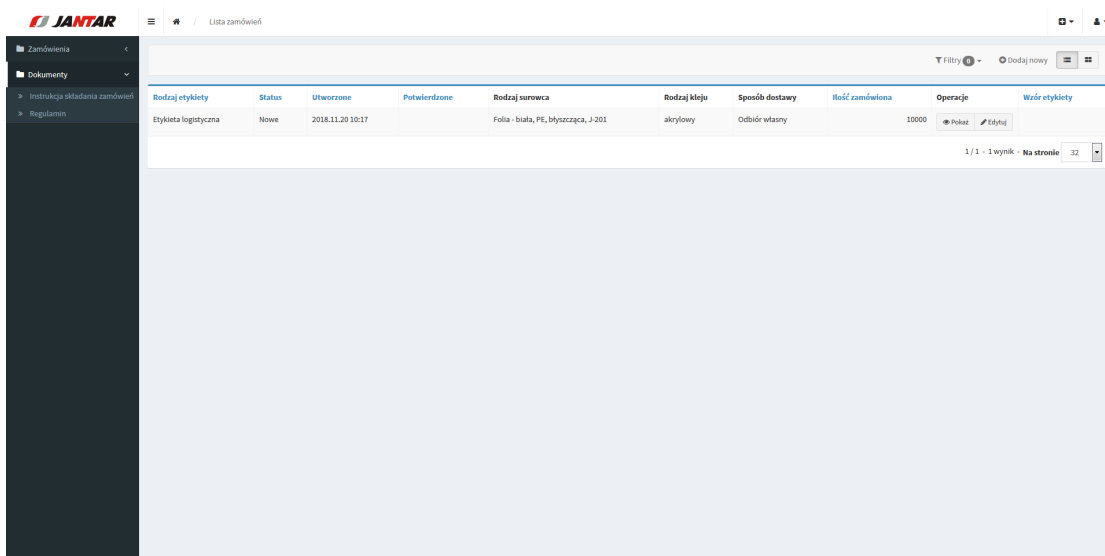 JANTAR
/ Lista zamówień
Zamówienia
Dokumenty
» Instrukcja składania zamówień
» Regulamin
Filtry 0
Dodaj nowy
Rodzaj etykiety Status Utworzone Potwierdzone Rodzaj surowca Rodzaj kleju Sposób dostawy Ilość zamówiona Operacje Wzór etykiety
Etykieta logistyczna Nowe 2018.11.20 10:17 Folia - biała, PE, błyszcząca, J-201 akrylowy Odbiór własny 10000 Pokaż Edytuj
1 / 1 - 1 wynik - Na stronie 32